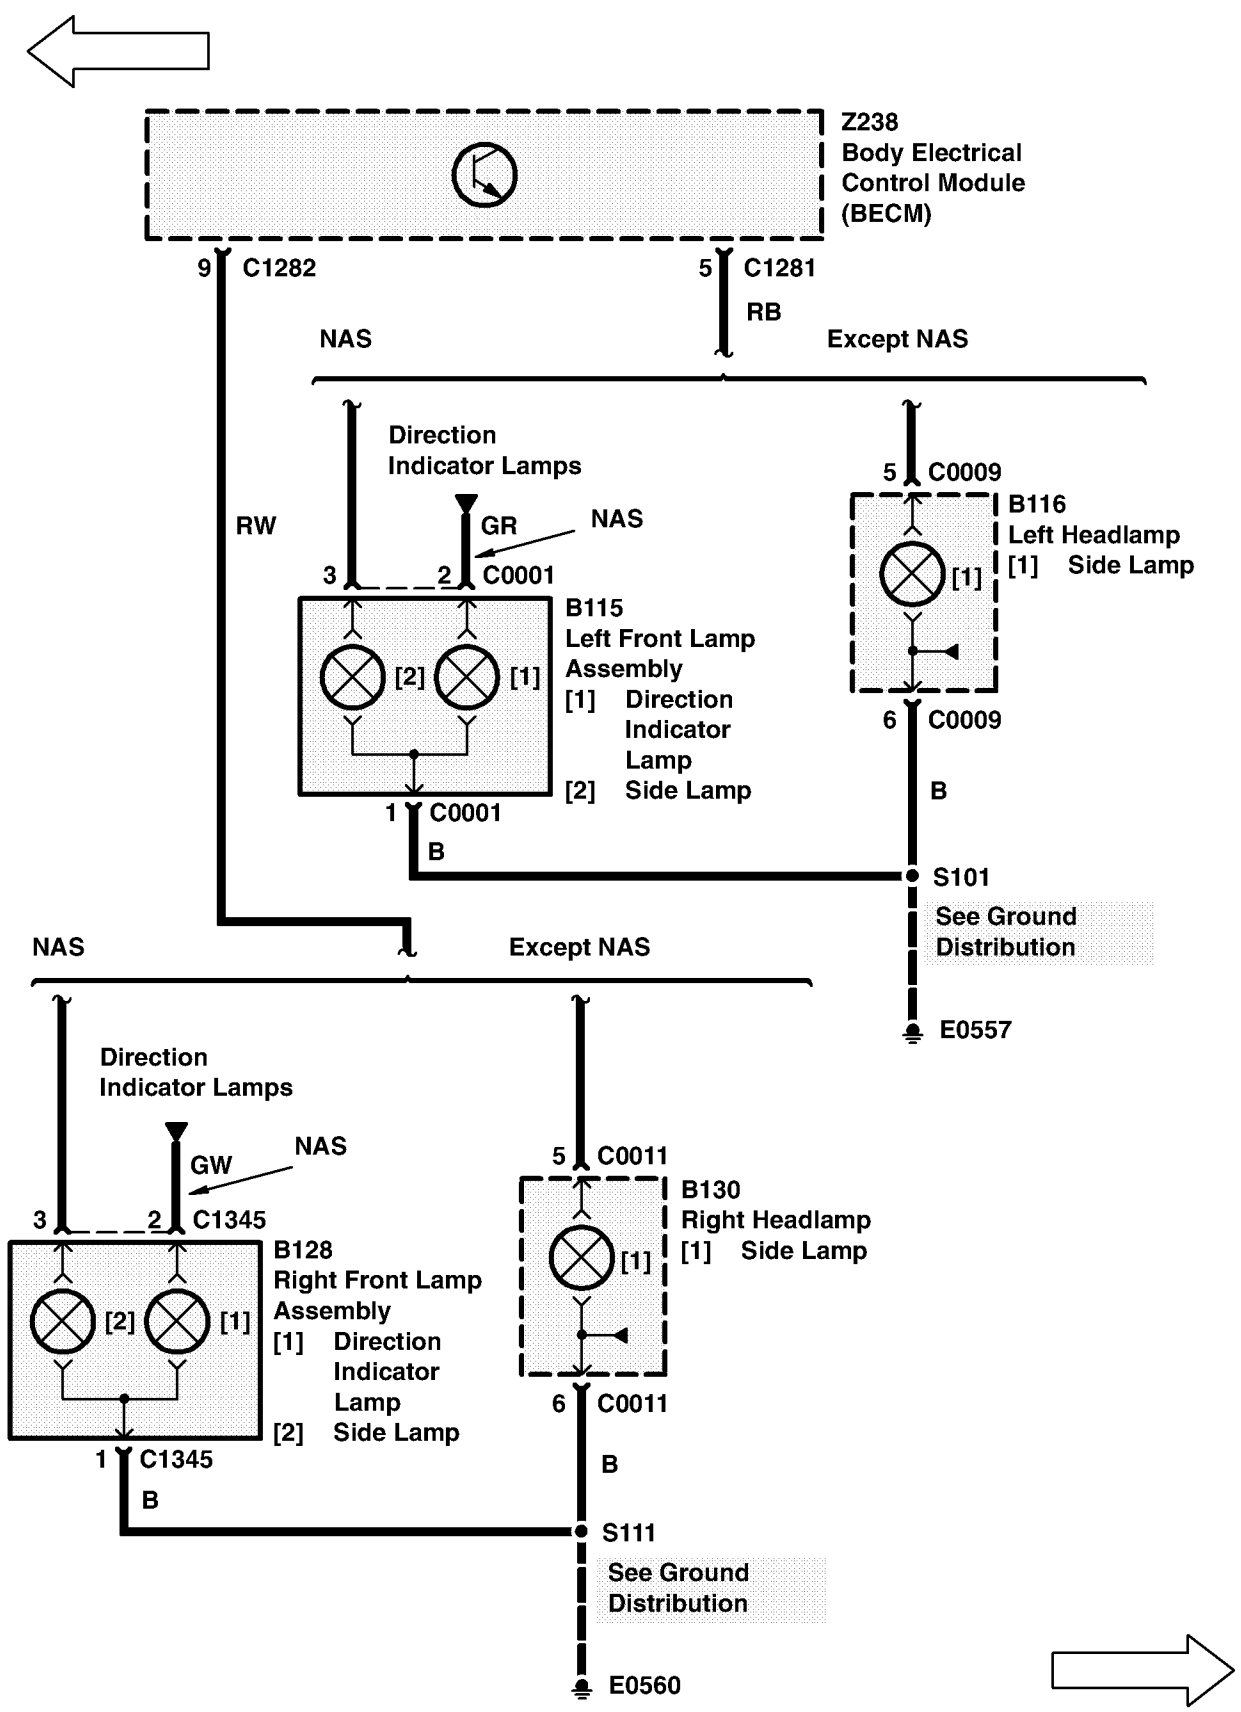 Z238
Body Electrical
Control Module
(BECM)
9 C1282
5 C1281
RB
NAS
Except NAS
Direction
Indicator Lamps
RW
GR
NAS
3
2 C0001
5 C0009
B116
Left Headlamp
[1] Side Lamp
[1]
B115
Left Front Lamp
Assembly
[1] Direction
Indicator
Lamp
[2] Side Lamp
[2]
[1]
6 C0009
1 C0001
B
B
S101
See Ground
Distribution
E0557
NAS
Except NAS
Direction
Indicator Lamps
GW
NAS
3
2 C1345
5 C0011
B130
Right Headlamp
[1] Side Lamp
[1]
B128
Right Front Lamp
Assembly
[1] Direction
Indicator
Lamp
[2] Side Lamp
[2]
[1]
6 C0011
1 C1345
B
B
S111
See Ground
Distribution
E0560